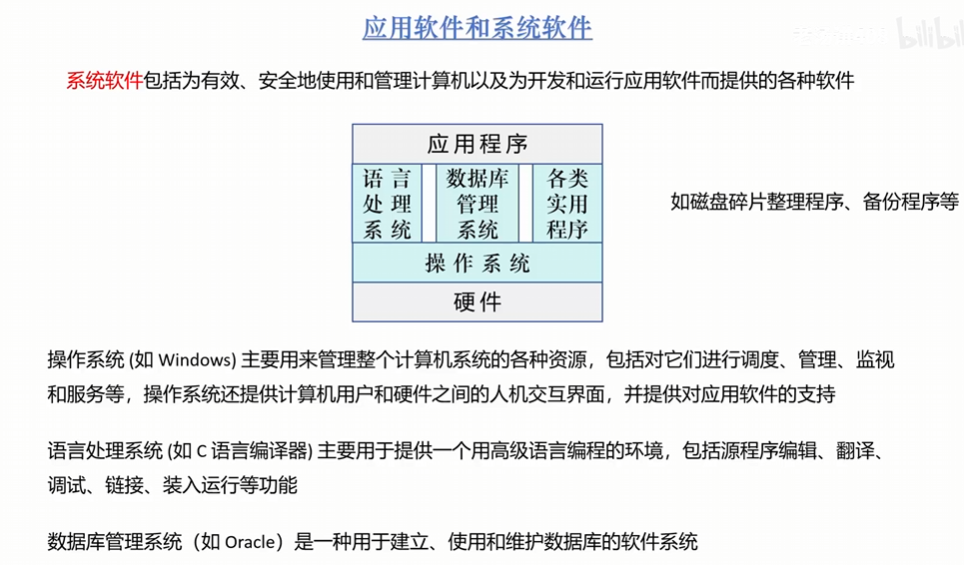 应用软件和系统软件
bilibili
系统软件包括为有效、安全地使用和管理计算机以及为开发和运行应用软件而提供的各种软件
应用程序
语言
处理
系统
数据库
管理
系统
各类
实用
程序
如磁盘碎片整理程序、备份程序等
操作系统
硬件
操作系统 (如 Windows) 主要用来管理整个计算机系统的各种资源，包括对它们进行调度、管理、监视
和服务等，操作系统还提供计算机用户和硬件之间的人机交互界面，并提供对应用软件的支持
语言处理系统 (如 C 语言编译器) 主要用于提供一个用高级语言编程的环境，包括源程序编辑、翻译、
调试、链接、装入运行等功能
数据库管理系统（如 Oracle）是一种用于建立、使用和维护数据库的软件系统